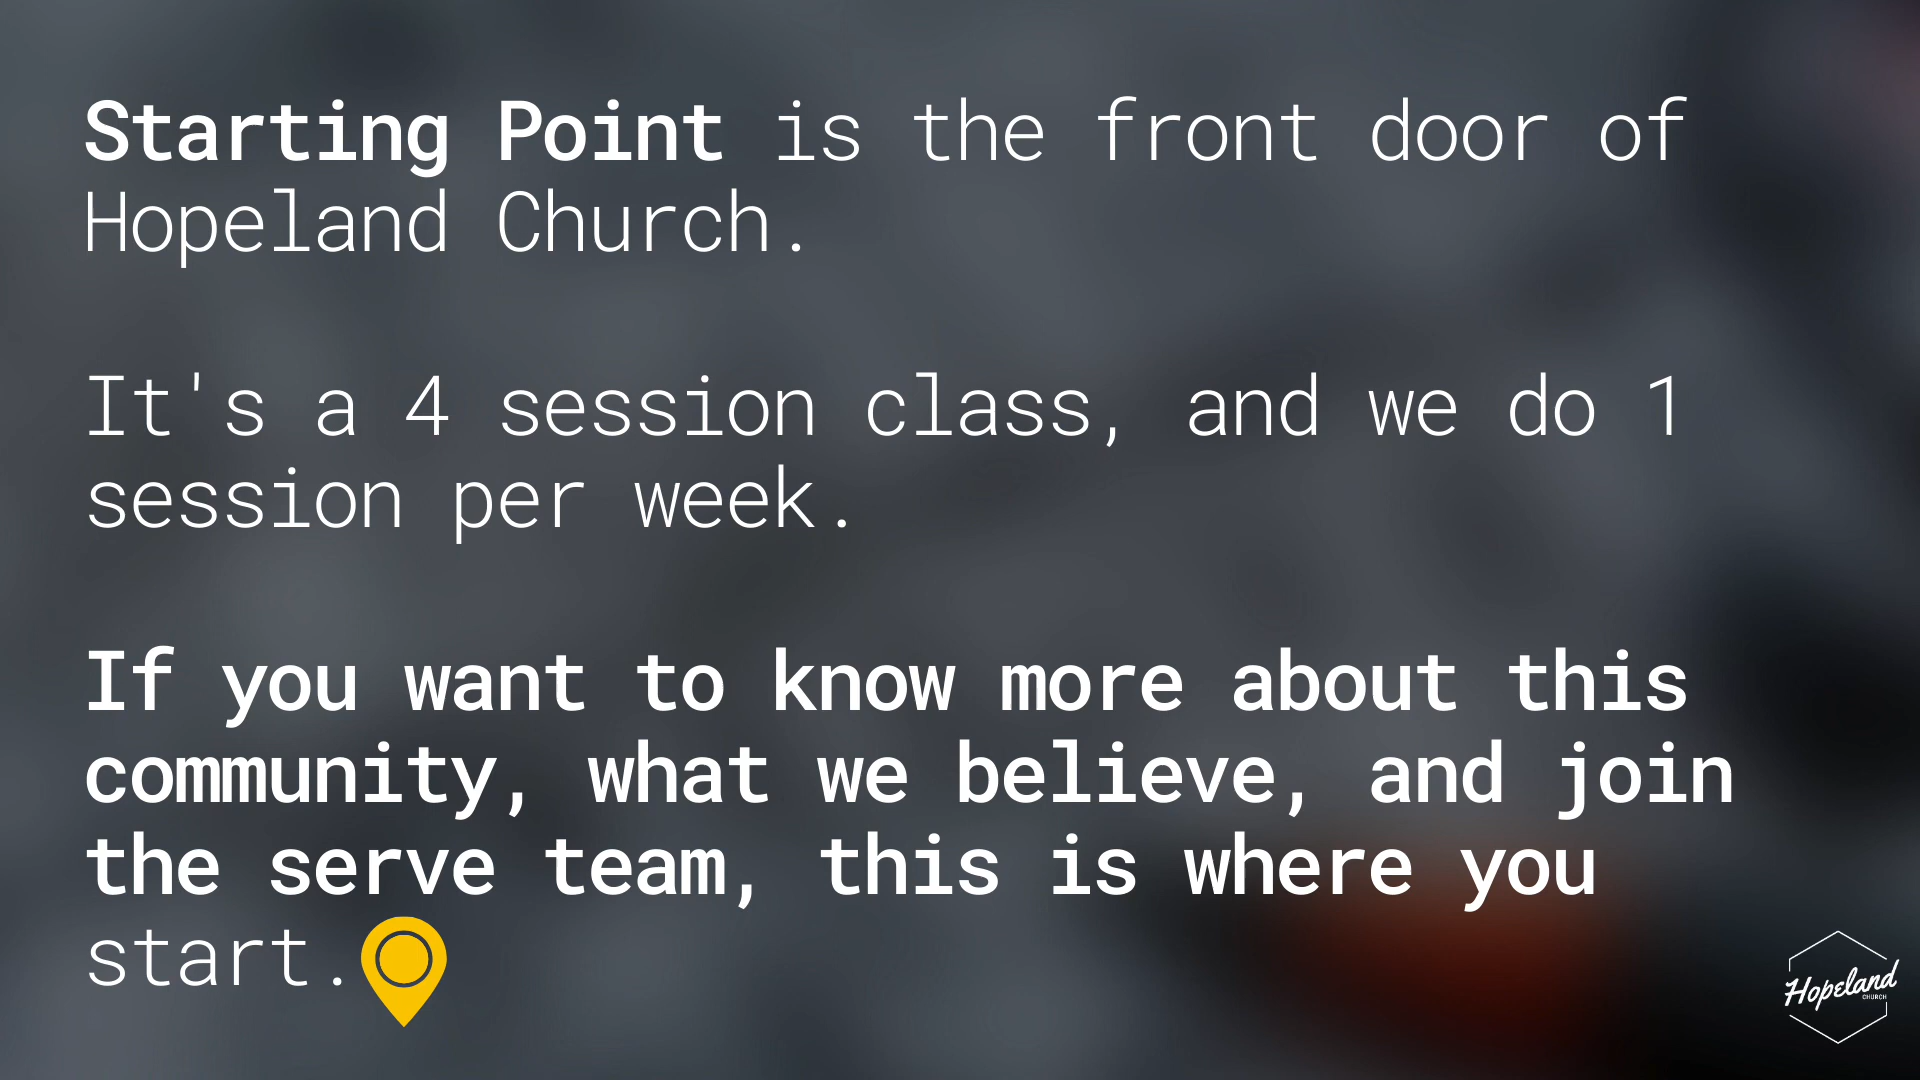 Starting Point is the front door of
Hopeland Church.
It's a 4 session class, and we do 1
session per week.
If you want to know more about this
community, what we believe, and join
the serve team, this is where you
start.
Hopeland
CHURCH